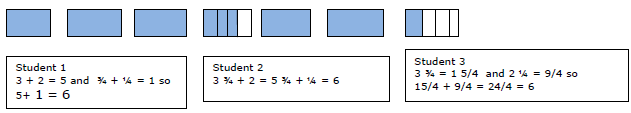 Student 1
3 + 2 = 5 and ¾ + ¼ = 1 so
5+ 1 = 6
Student 2
3 ¾ + 2 = 5 ¾ + ¼ = 6
Student 3
3 ¾ = 1 5/4 and 2 ¼ = 9/4 so
15/4 + 9/4 = 24/4 = 6